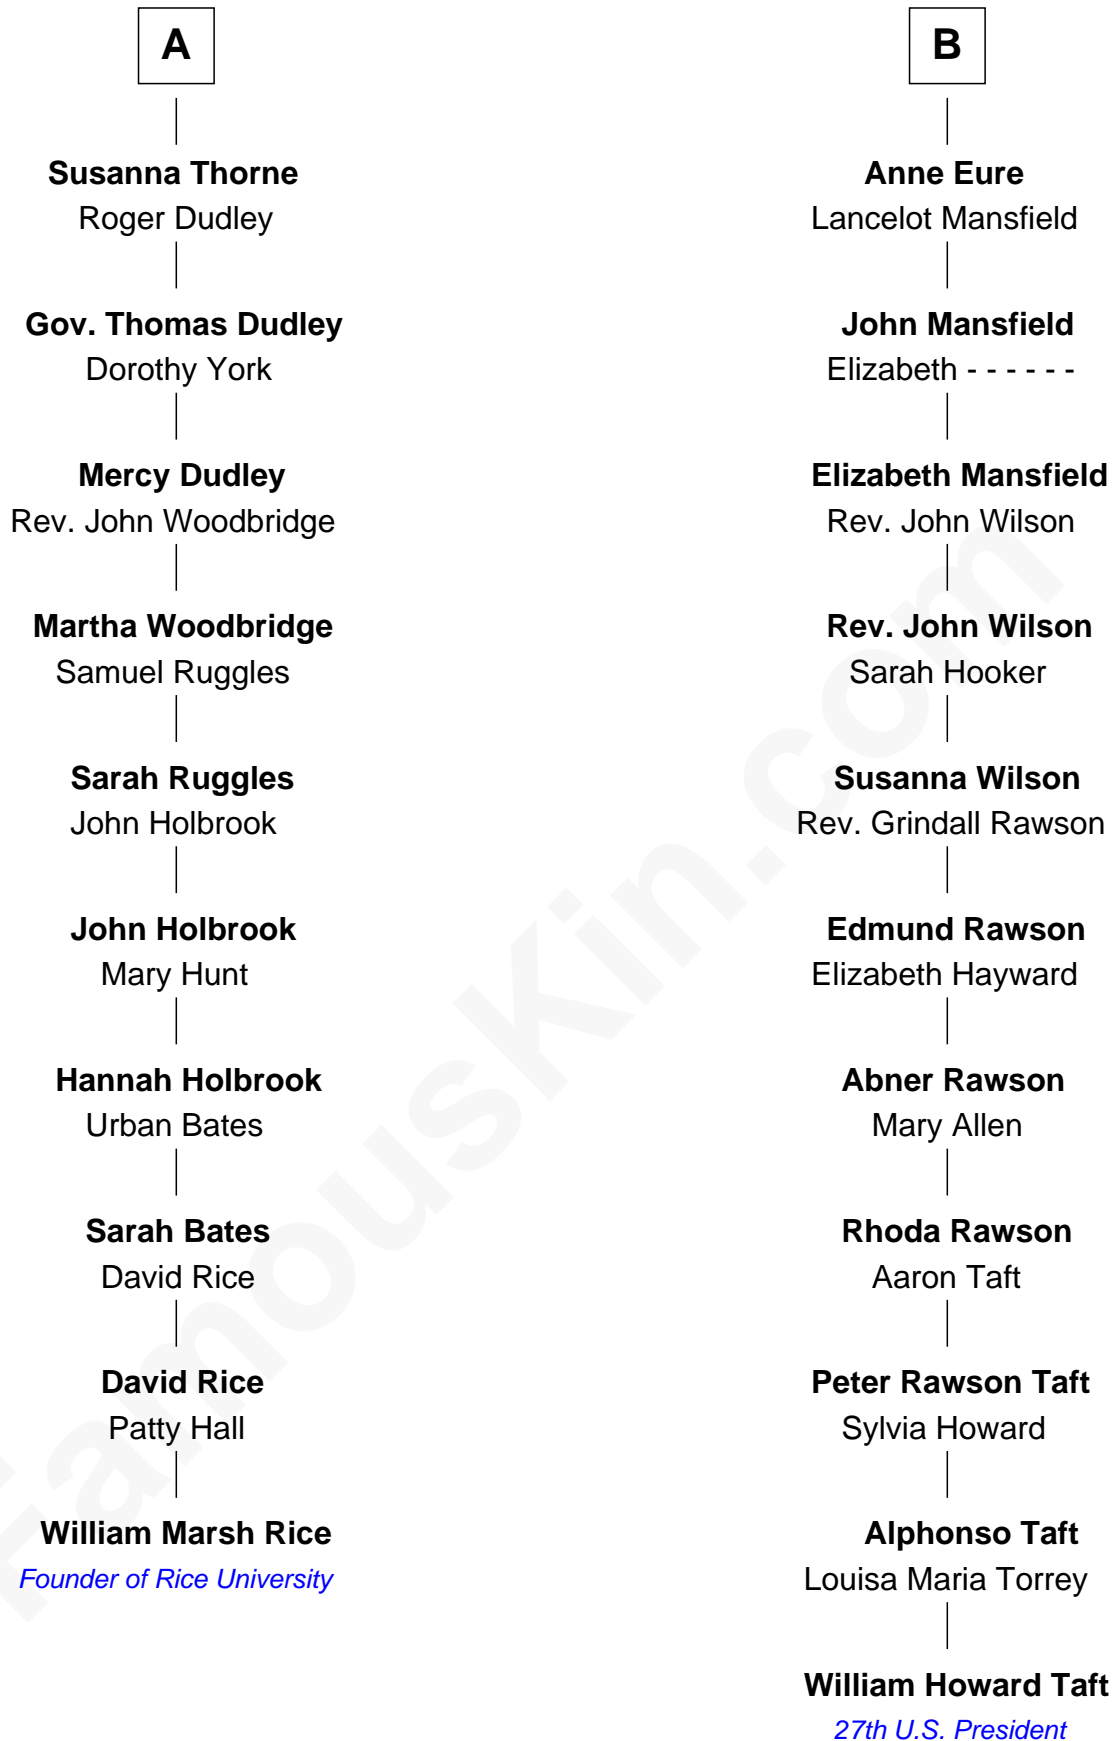 A
Susanna Thorne
Roger Dudley
Gov. Thomas Dudley
Dorothy York
Mercy Dudley
Rev. John Woodbridge
Martha Woodbridge
Samuel Ruggles
Sarah Ruggles
John Holbrook
John Holbrook
Mary Hunt
Hannah Holbrook
Urban Bates
Sarah Bates
David Rice
David Rice
Patty Hall
William Marsh Rice
Founder of Rice University
B
Anne Eure
Lancelot Mansfield
John Mansfield
Elizabeth - - - - - -
Elizabeth Mansfield
Rev. John Wilson
Rev. John Wilson
Sarah Hooker
Susanna Wilson
Rev. Grindall Rawson
Edmund Rawson
Elizabeth Hayward
Abner Rawson
Mary Allen
Rhoda Rawson
Aaron Taft
Peter Rawson Taft
Sylvia Howard
Alphonso Taft
Louisa Maria Torrey
William Howard Taft
27th U.S. President
FamousKin.com